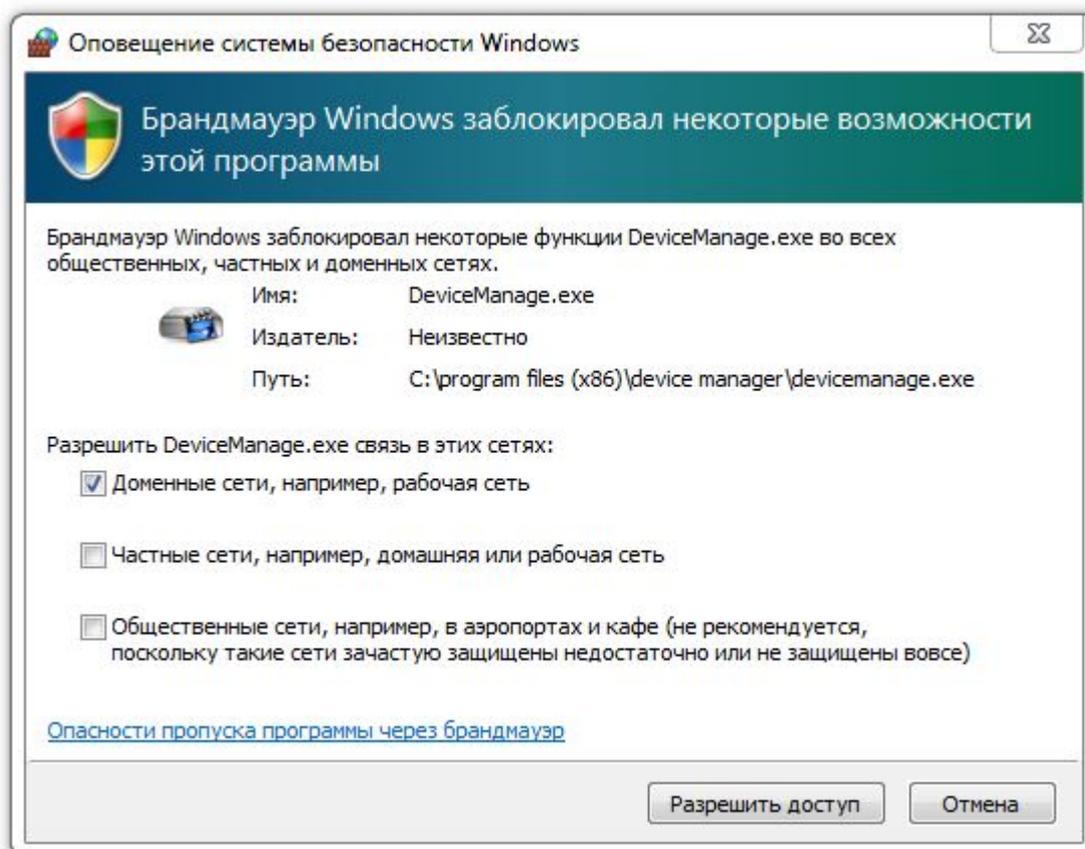 Оповещение системы безопасности Windows
Брандмауэр Windows заблокировал некоторые возможности
этой программы
Брандмауэр Windows заблокировал некоторые функции DeviceManage.exe во всех
общественных, частных и доменных сетях.
Имя: DeviceManage.exe
Издатель: Неизвестно
Путь: C:\program files (x86)\device manager\devicemanage.exe
Разрешить DeviceManage.exe связь в этих сетях:
Доменные сети, например, рабочая сеть
Частные сети, например, домашняя или рабочая сеть
Общественные сети, например, в аэропортах и кафе (не рекомендуется,
поскольку такие сети зачастую защищены недостаточно или не защищены вовсе)
Опасности пропуска программы через брандмауэр
Разрешить доступ Отмена